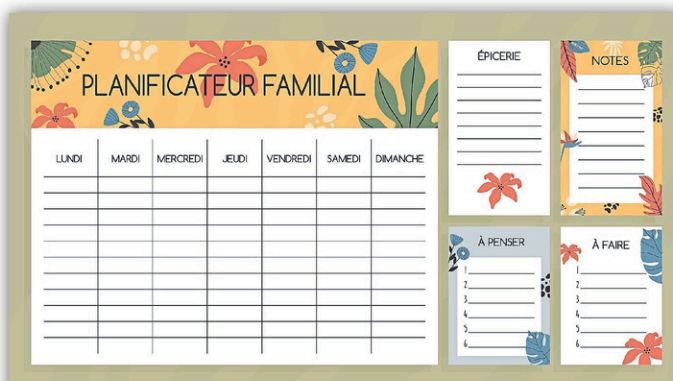 PLANIFICATEUR FAMILIAL
LUNDI MARDI MERCREDI JEUDI VENDREDI SAMEDI DIMANCHE
ÉPICERIE
NOTES
À PENSER
1
2
3
4
5
6
À FAIRE
1
2
3
4
5
6